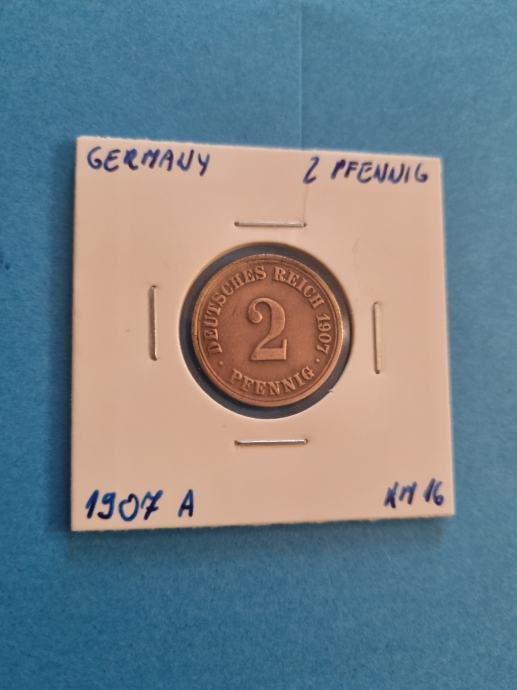 GERMANY 2 PFENNIG
DEUTSCHES REICH 1907
2
PFENNIG
1907 A KM 16